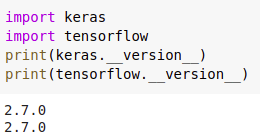 import keras
import tensorflow
print(keras.__version__)
print(tensorflow.__version__)
2.7.0
2.7.0